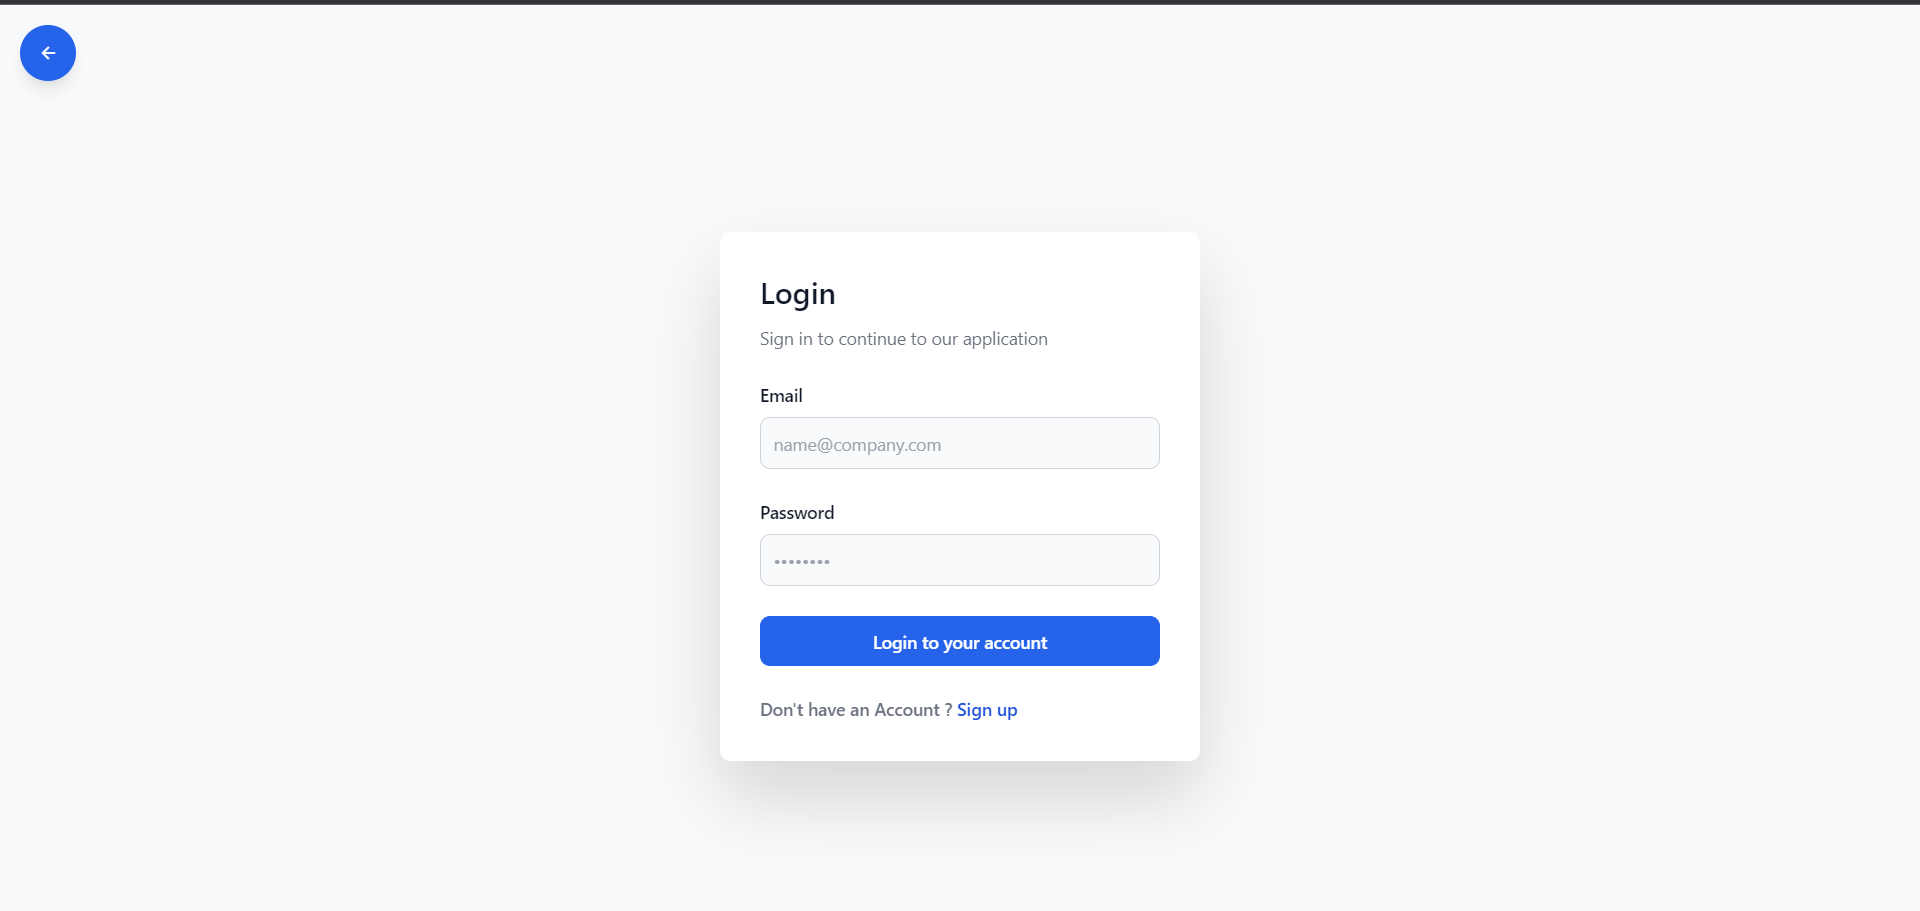 Login
Sign in to continue to our application
Email
name@company.com
Password
••••••••
Login to your account
Don't have an Account ? Sign up